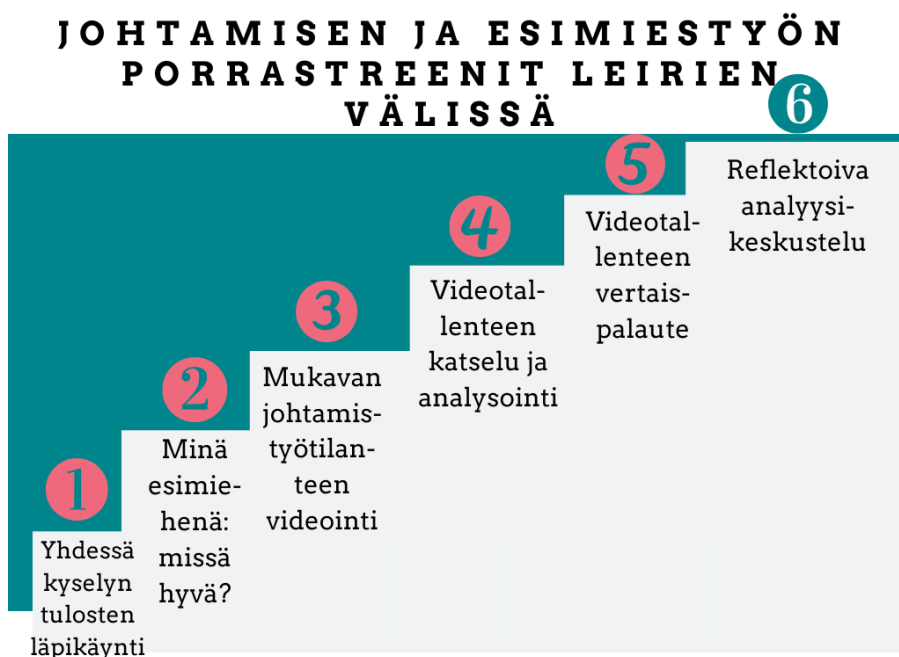 JOHTAMISEN JA ESIMIESTYÖN
PORRASTREENIT LEIRIEN
VÄLISSÄ
1
Yhdessä
kyselyn
tulosten
läpikäynti
2
Minä
esimie-
henä:
missä
hyvä?
3
Mukavan
johtamis-
työtilan-
teen
videointi
4
Videotal-
lenteen
katselu ja
analysointi
5
Videotal-
lenteen
vertais-
palaute
6
Reflektoiva
analyysi-
keskustelu